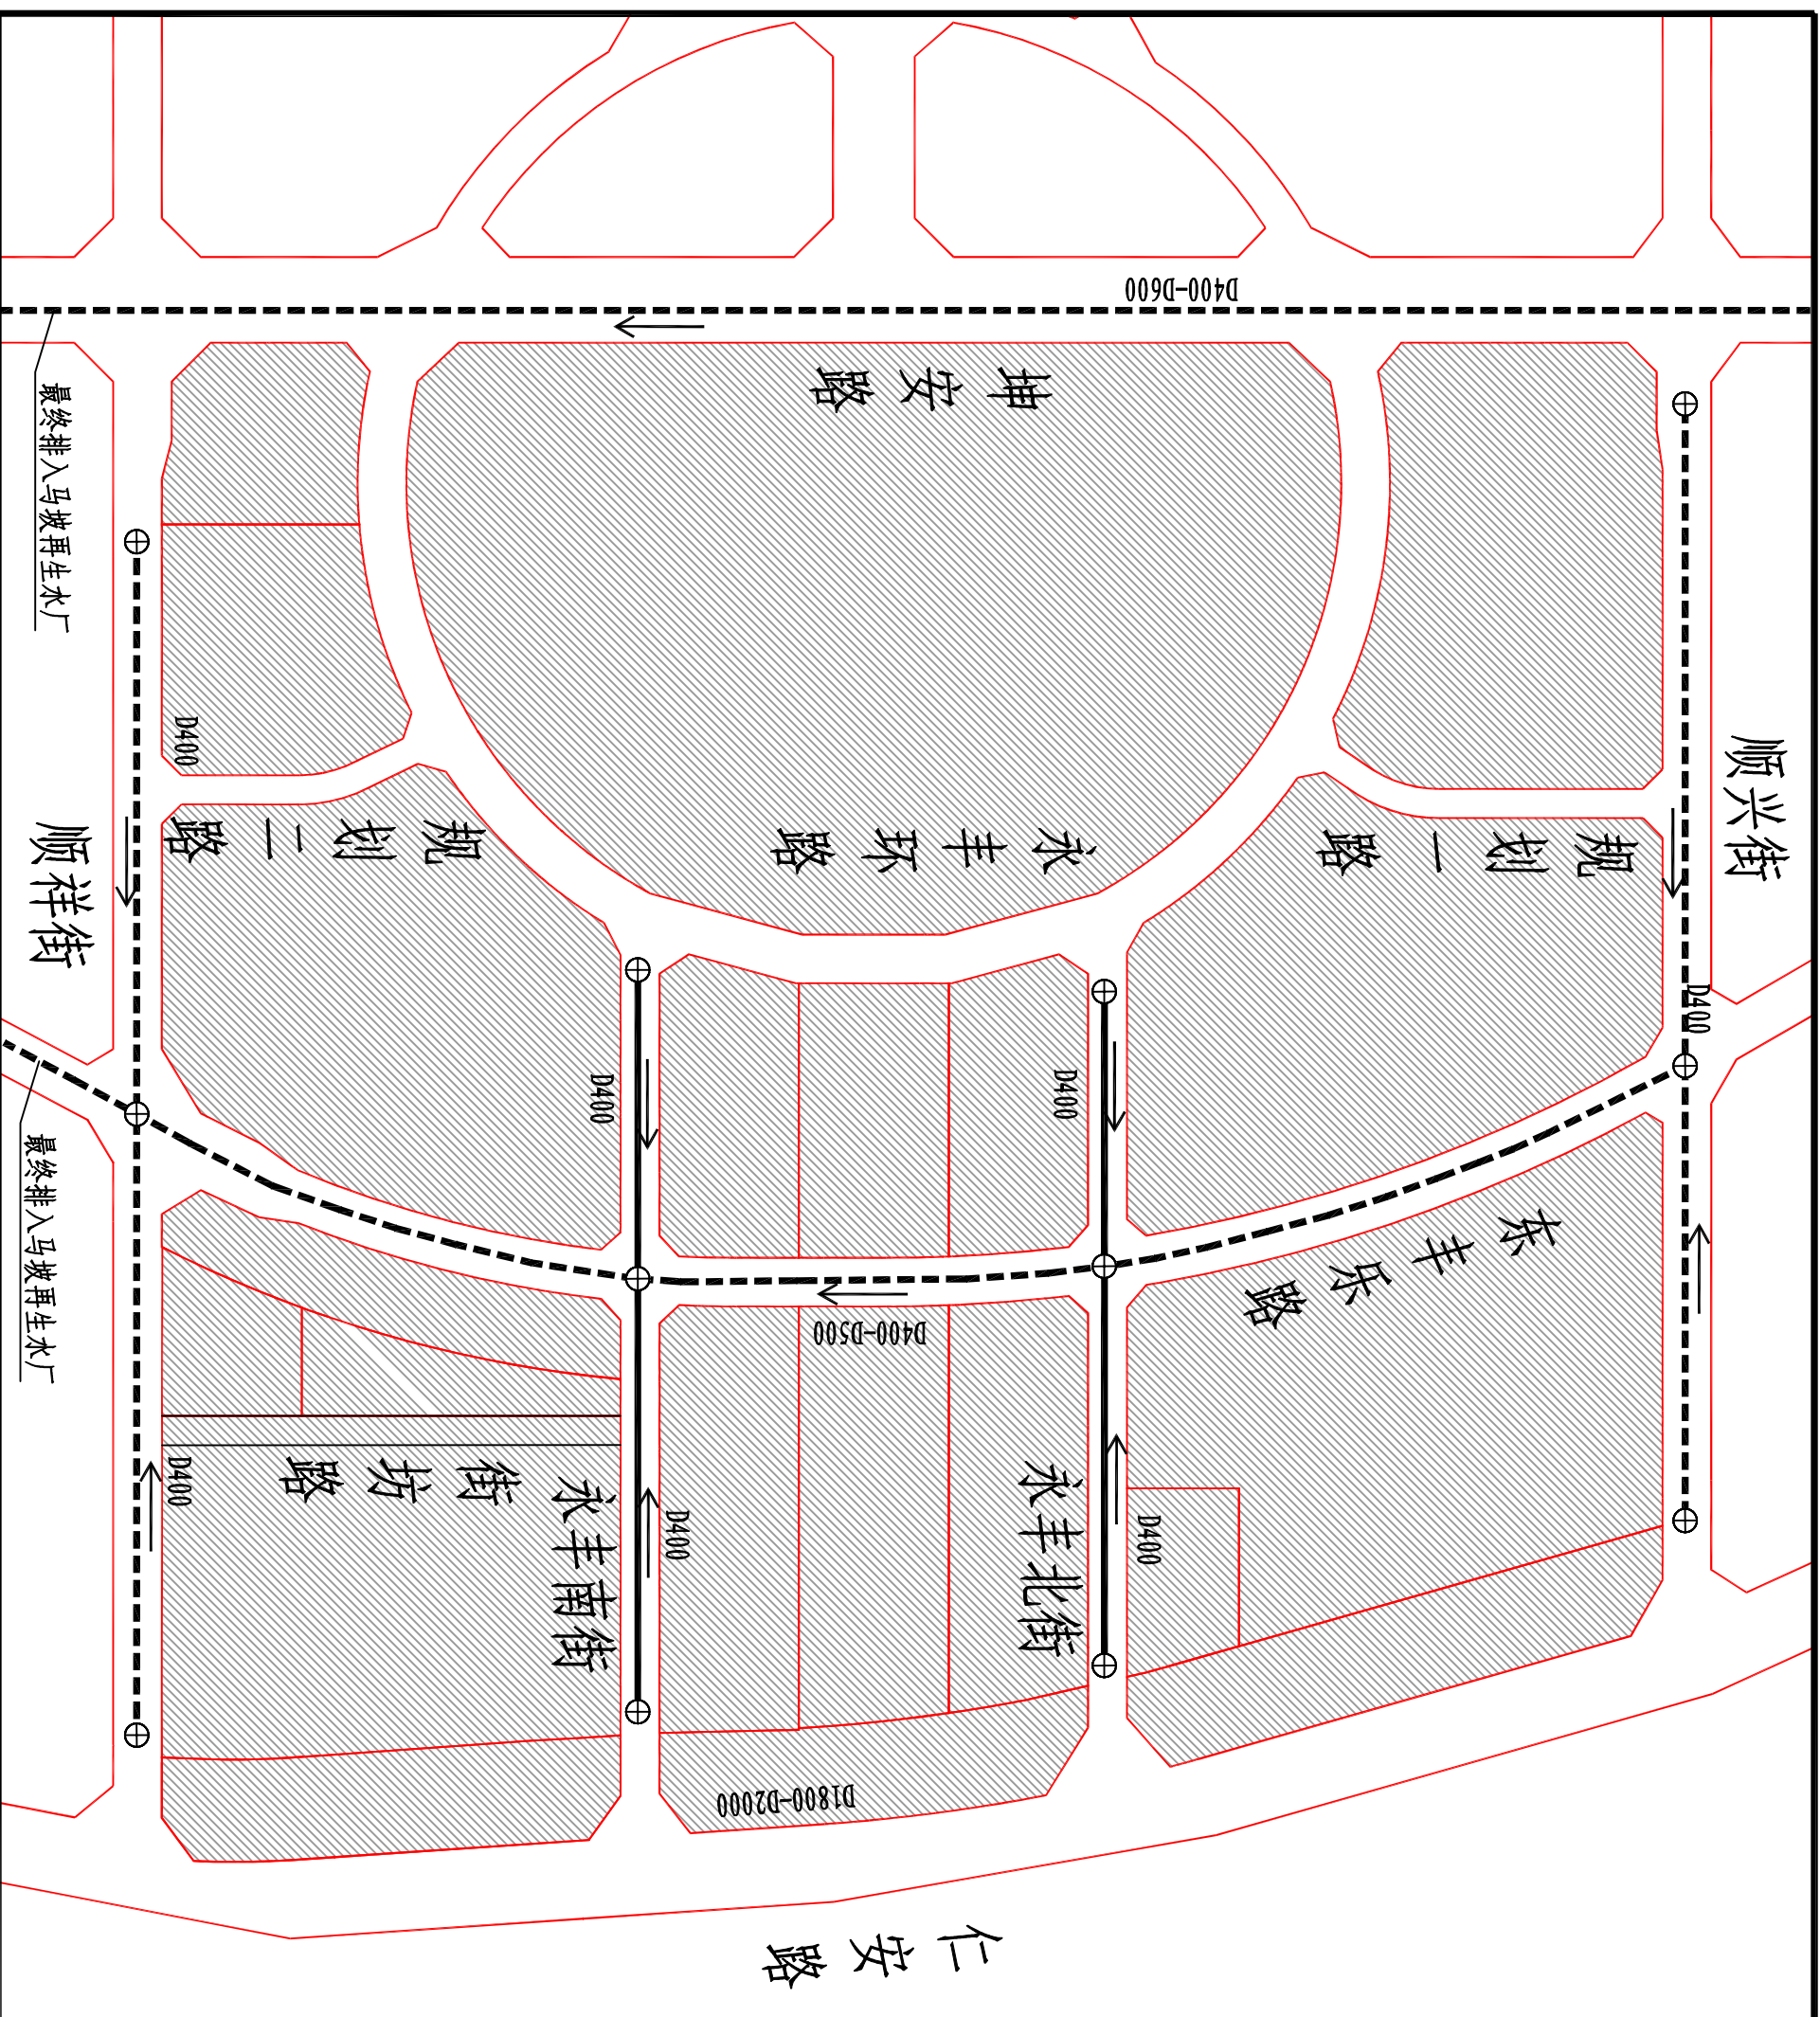 D400-D600
坤安路
最终排入马坡再生水厂
D400
顺兴街
顺祥街
规划二路
永丰环路
规划一路
D400
D400
D400
最终排入马坡再生水厂
东丰乐路
D400-D500
D400
街坊路
永丰南街
D400
永丰北街
D400
D1800-D2000
仁安路